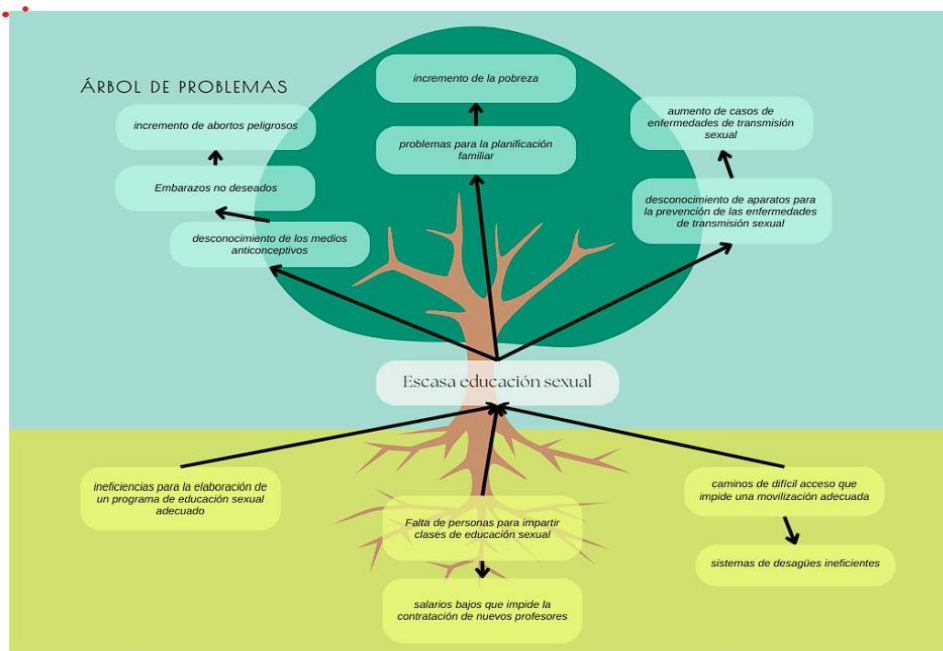 ÁRBOL DE PROBLEMAS
incremento de abortos peligrosos
Embarazos no deseados
desconocimiento de los medios
anticonceptivos
incremento de la pobreza
problemas para la planificación
familiar
aumento de casos de
enfermedades de transmisión
sexual
desconocimiento de aparatos para
la prevención de las enfermedades
de transmisión sexual
Escasa educación sexual
ineficiencias para la elaboración de
un programa de educación sexual
adecuado
Falta de personas para impartir
clases de educación sexual
salarios bajos que impide la
contratación de nuevos profesores
caminos de difícil acceso que
impide una movilización adecuada
sistemas de desagües ineficientes